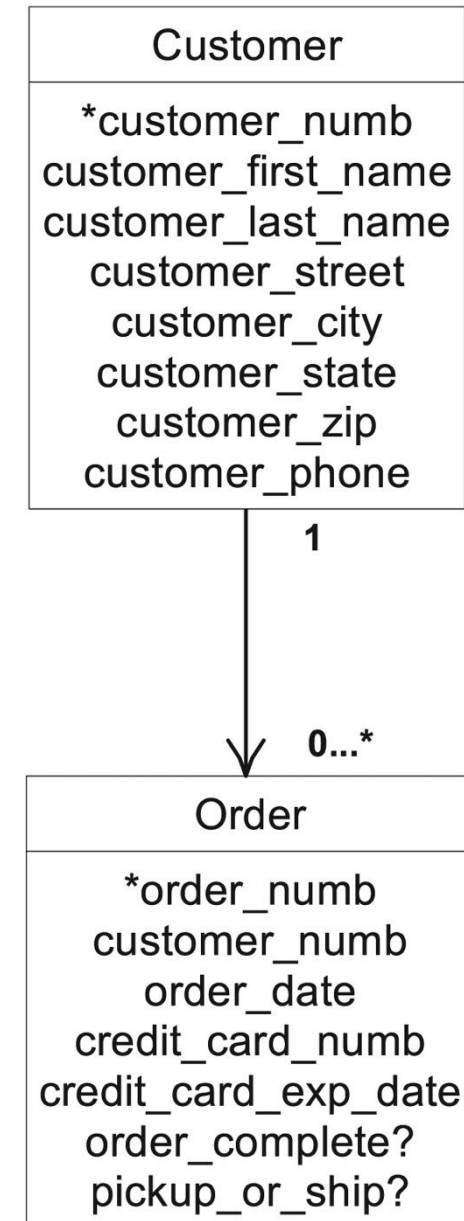 Customer
*customer_numb
customer_first_name
customer_last_name
customer_street
customer_city
customer_state
customer_zip
customer_phone
1
0...*
Order
*order_numb
customer_numb
order_date
credit_card_numb
credit_card_exp_date
order_complete?
pickup_or_ship?